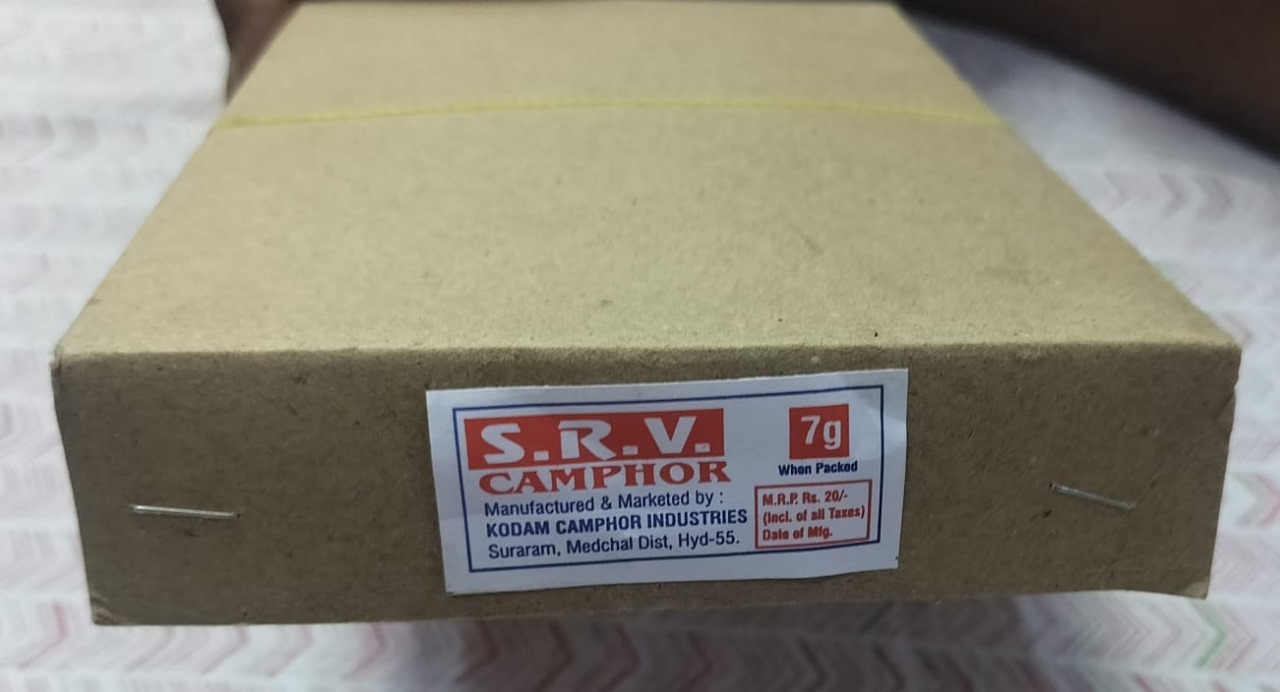 S.R.V.
CAMPHOR
Manufactured & Marketed by :
KODAM CAMPHOR INDUSTRIES
Suraram, Medchal Dist, Hyd-55.
7g
When Packed
M.R.P. Rs. 20/-
(Incl. of all Taxes)
Date of Mfg.